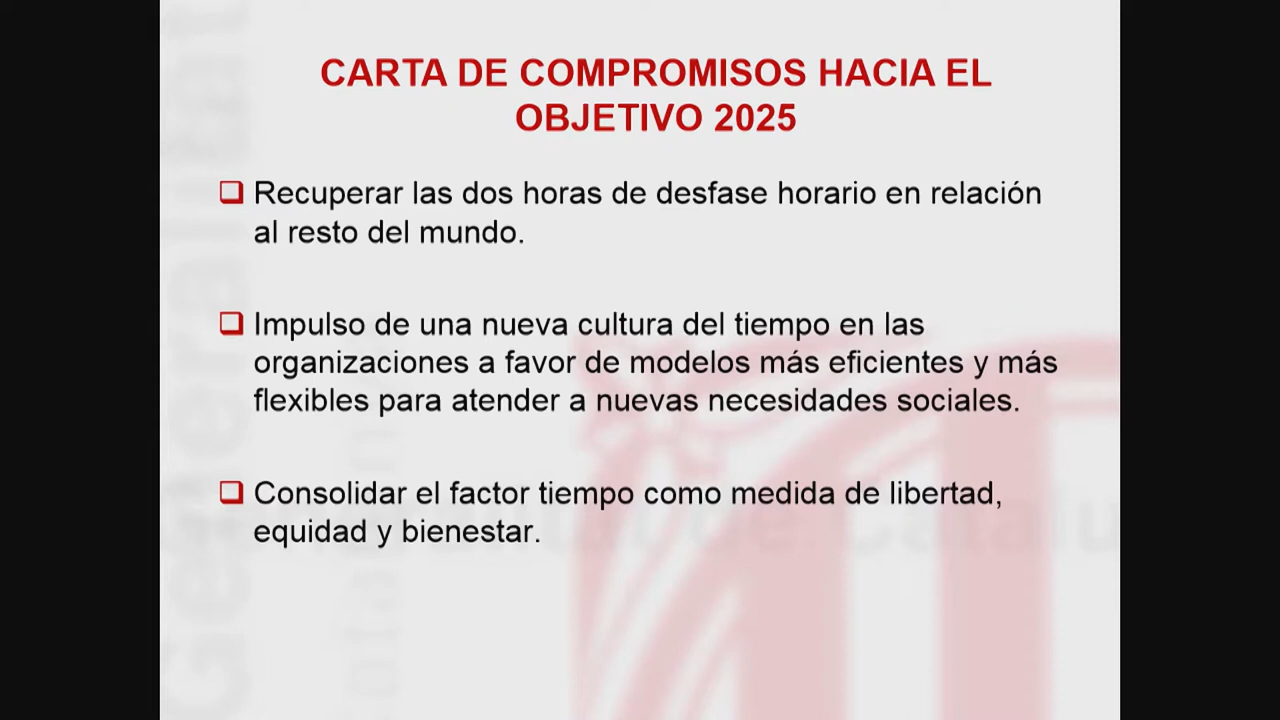 CARTA DE COMPROMISOS HACIA EL
OBJETIVO 2025
Recuperar las dos horas de desfase horario en relación
al resto del mundo.
Impulso de una nueva cultura del tiempo en las
organizaciones a favor de modelos más eficientes y más
flexibles para atender a nuevas necesidades sociales.
Consolidar el factor tiempo como medida de libertad,
equidad y bienestar.
Generalitat